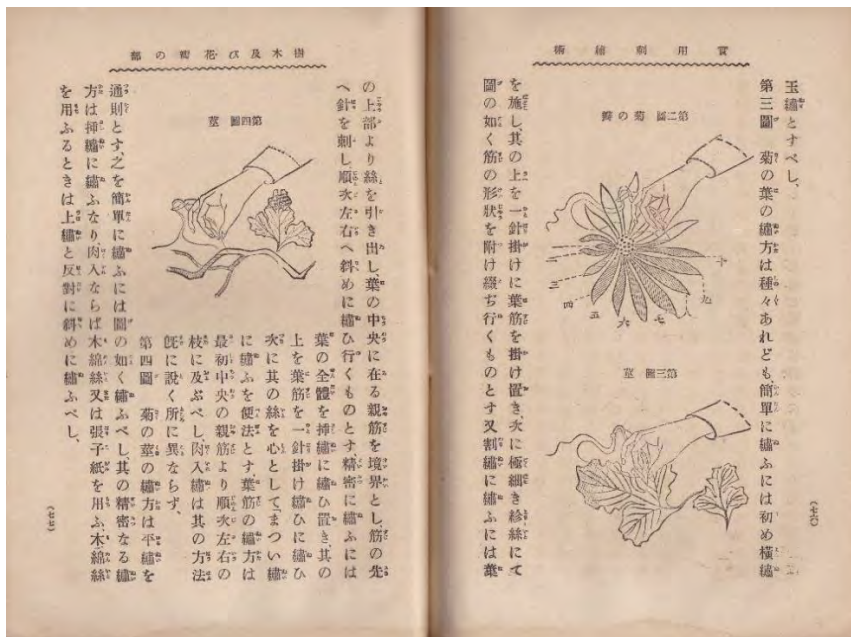 實用刺繡術
玉繡とすべし、
第三圖 菊の葉の繡方は種々あれども、簡單に繡ふには初め橫繡
第二圖 菊の瓣
十
九
七
六
五
四
三
二
第三圖 莖
を施し、其の上を一針掛けに葉筋を掛け置き、次に極細き絲にて
圖の如く筋の形狀を附け綴ぢ行くものとす又割繡に繡ふには葉
(七六)
樹木及び花卉の部
の上部より絲を引き出し、葉の中央に在る親筋を境界とし、筋の先
へ針を刺し順次左右へ斜めに繡ひ行くものとす、精密に繡ふには
第四圖 莖
葉の全體を揷繡に繡ひ置き、其の
上を葉筋を一針掛け繡ひに繡ひ
次に其の絲を心として、まつい繡
に繡ふを便法とす、葉筋の繡方は
最初中央の親筋より順次左右の
枝に及ぶべし、肉入繡は其の方法
旣に說く所に異ならず、
第四圖 菊の莖の繡方は平繡を
通則とす、之を簡單に繡ふには圖の如く繡ふべし、其の精密なる繡
方は揷繡に繡ふなり、肉入ならば木綿絲又は張子紙を用ふ、木綿絲
を用ふるときは上繡と反對に斜めに繡ふべし、
(七七)